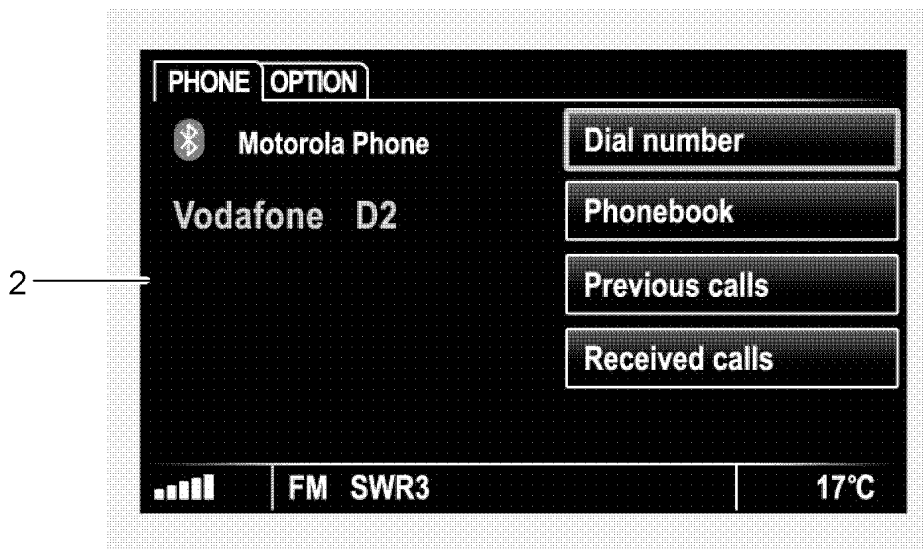 PHONE OPTION
Motorola Phone
Vodafone D2
Dial number
Phonebook
Previous calls
Received calls
2
FM SWR3
17°C